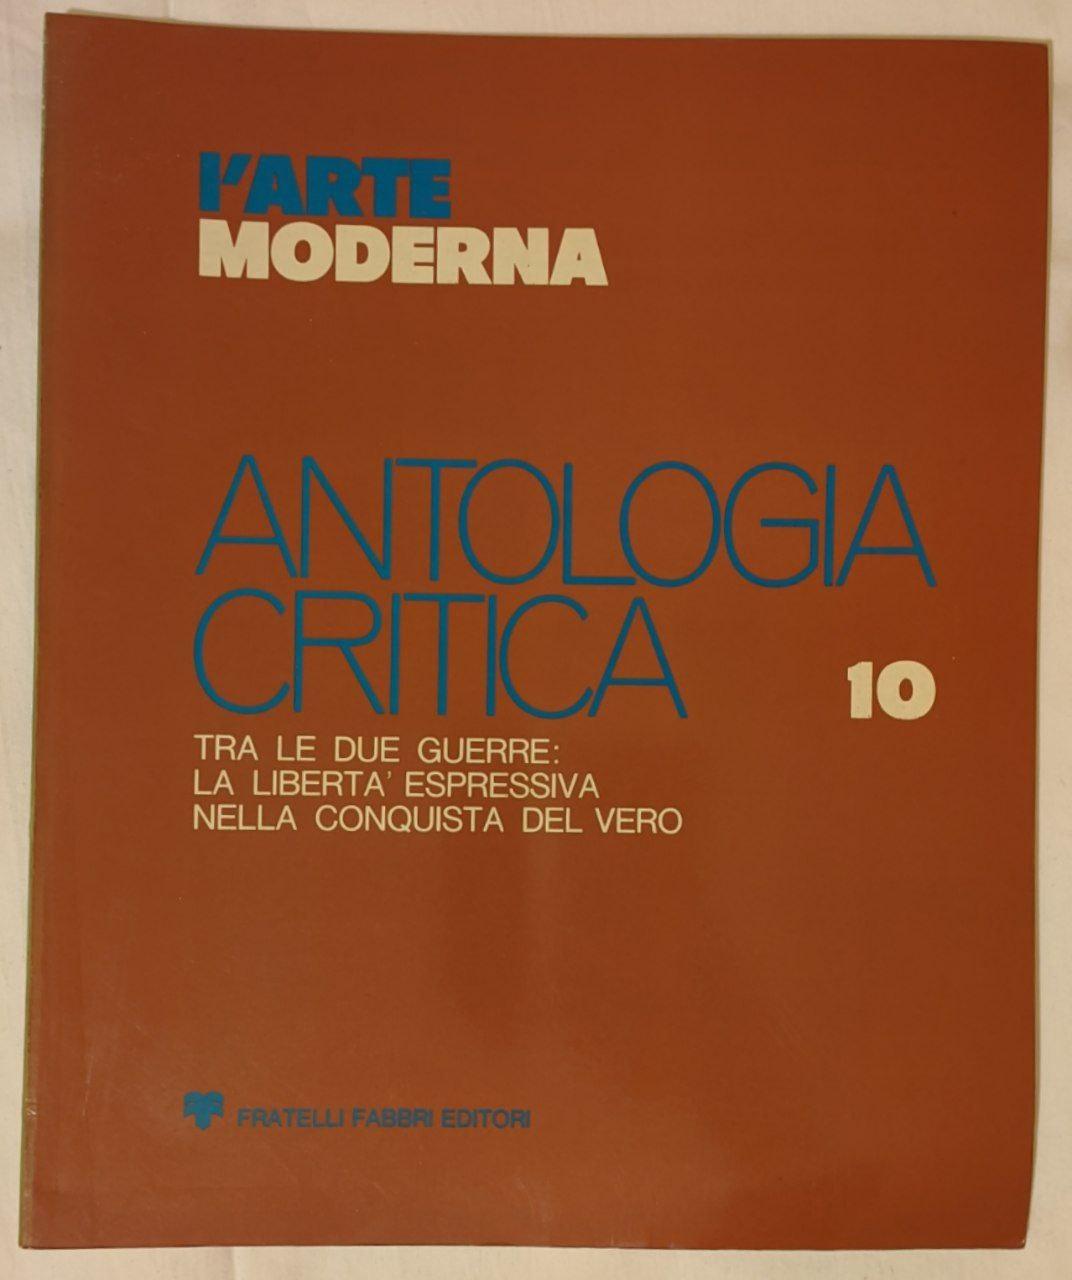 l'ARTE
MODERNA
ANTOLOGIA
CRITICA
10
TRA LE DUE GUERRE:
LA LIBERTA' ESPRESSIVA
NELLA CONQUISTA DEL VERO
FRATELLI FABBRI EDITORI